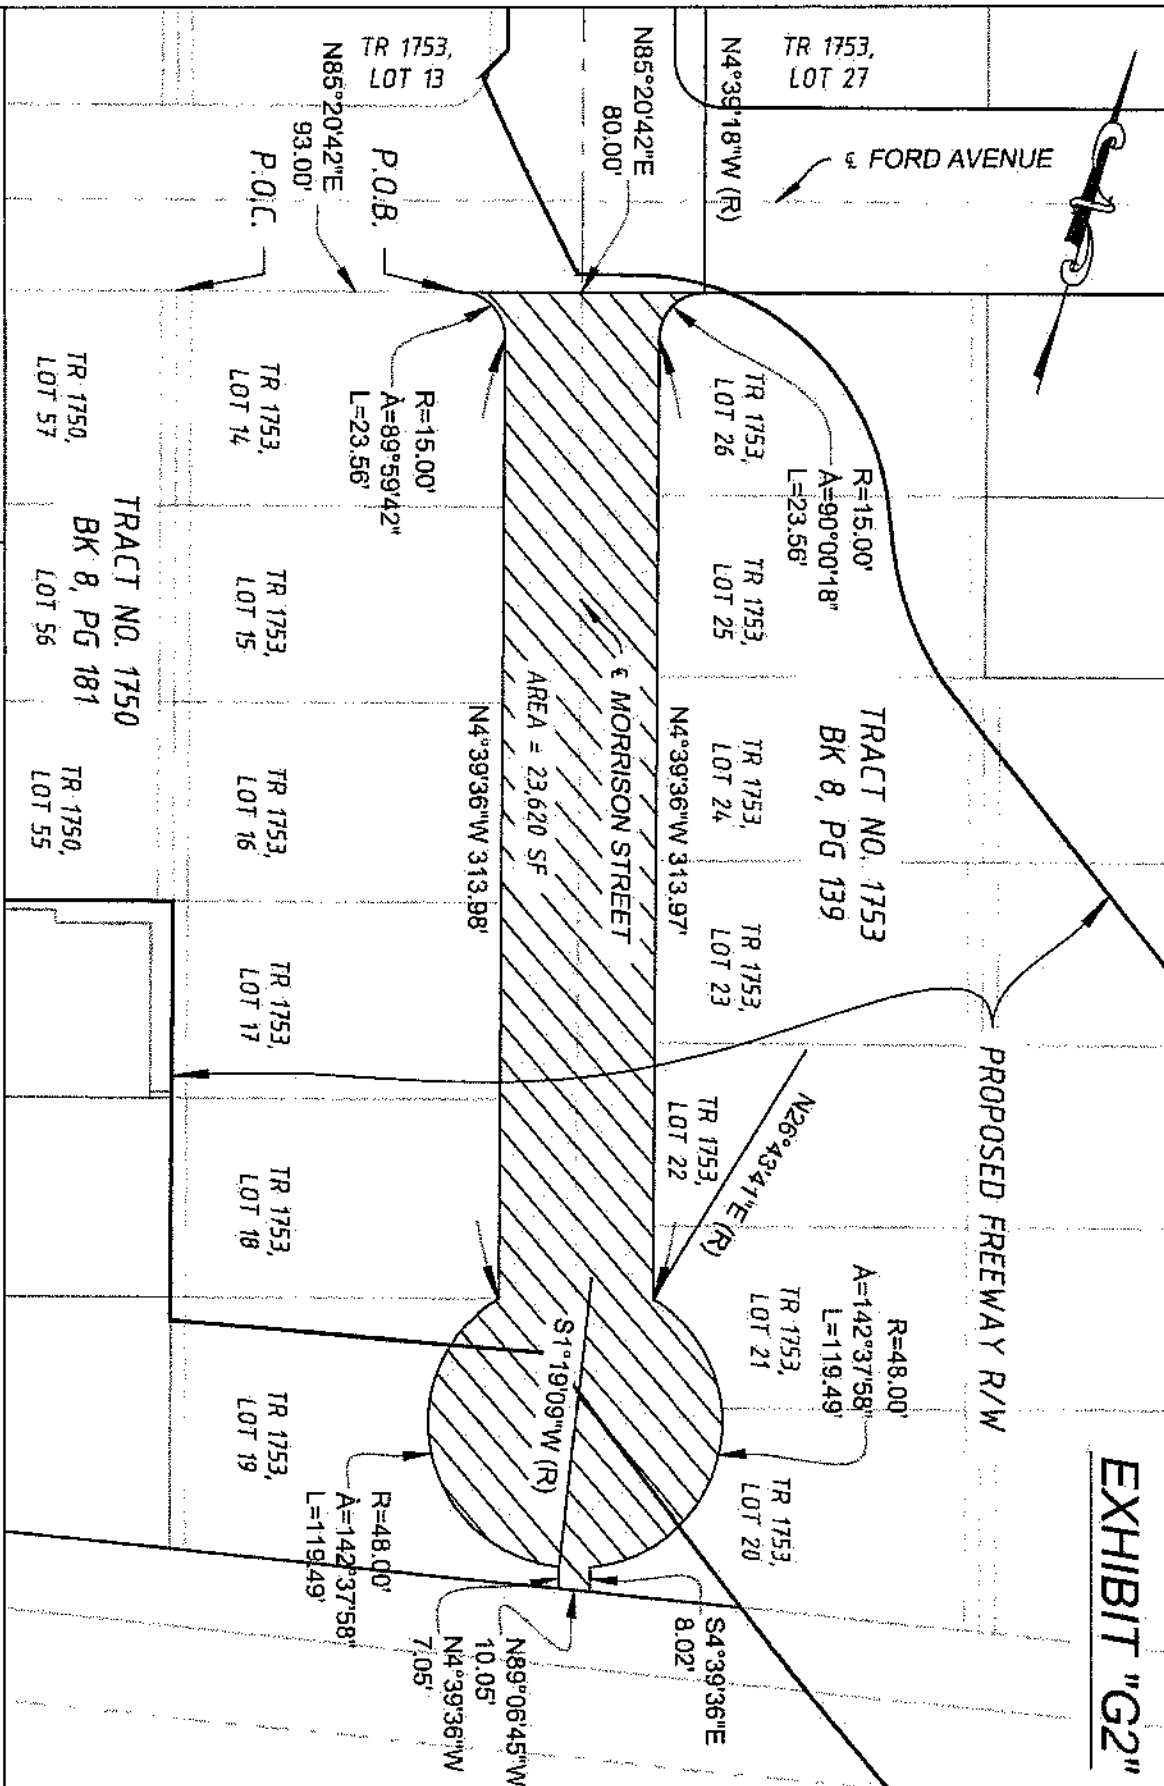 EXHIBIT "G2"
TR 1753,
LOT 27
℄ FORD AVENUE
N4°39'18"W (R)
TR 1753,
LOT 13
N85°20'42"E
80.00'
N85°20'42"E
93.00'
P.O.B.
P.O.C.
R=15.00'
Δ=90°00'18"
L=23.56'
R=15.00'
Δ=89°59'42"
L=23.56'
TR 1753,
LOT 26
TR 1753,
LOT 25
TR 1753,
LOT 24
TR 1753,
LOT 23
TR 1753,
LOT 22
TR 1753,
LOT 21
TR 1753,
LOT 20
TRACT NO. 1753
BK 8, PG 139
PROPOSED FREEWAY R/W
N4°39'36"W 313.97'
℄ MORRISON STREET
AREA = 23,620 SF
N4°39'36"W 313.98'
N26°43'41"E (R)
R=48.00'
Δ=142°37'58"
L=119.49'
S1°19'09"W (R)
R=48.00'
Δ=142°37'58"
L=119.49'
S4°39'36"E
8.02'
N89°06'45"W
10.05'
N4°39'36"W
7.05'
TR 1753,
LOT 14
TR 1753,
LOT 15
TR 1753,
LOT 16
TR 1753,
LOT 17
TR 1753,
LOT 18
TR 1753,
LOT 19
TRACT NO. 1750
BK 8, PG 181
TR 1750,
LOT 57
LOT 56
TR 1750,
LOT 55